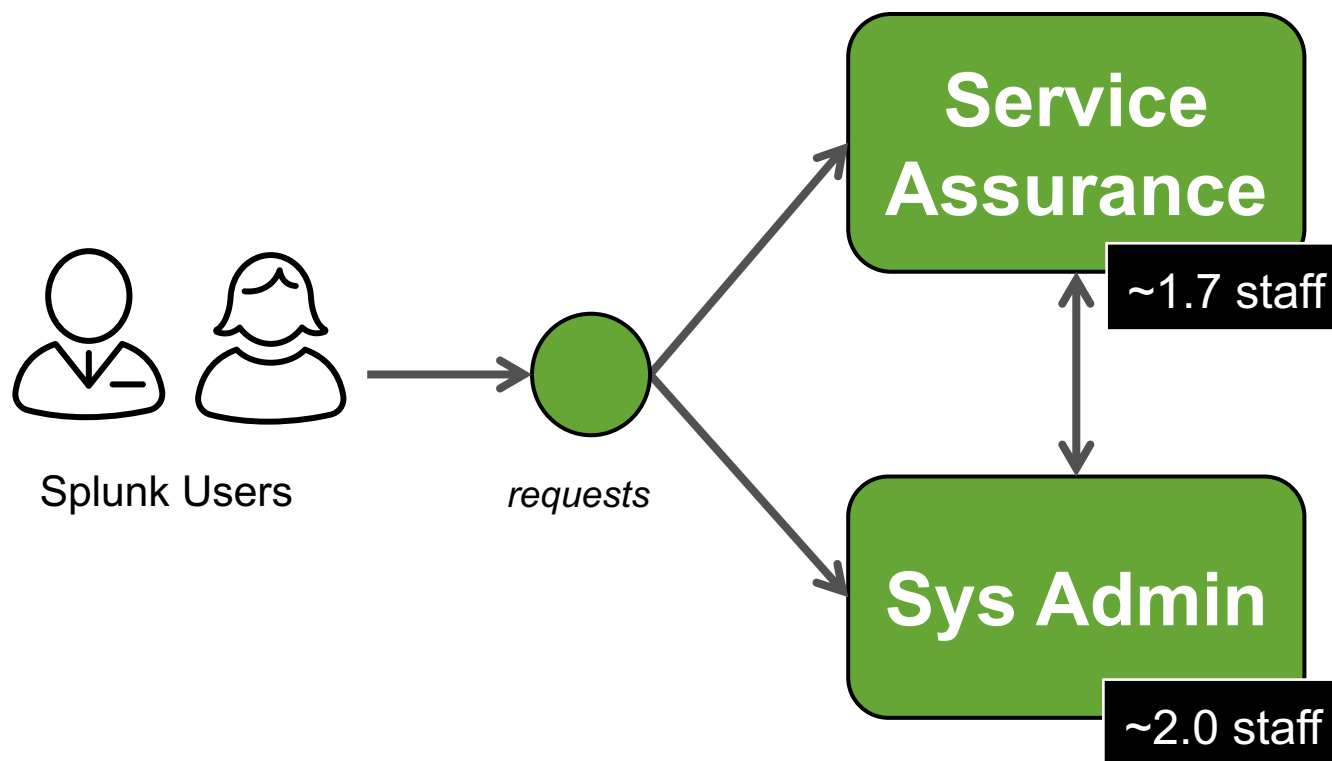 Service
Assurance
~1.7 staff
Splunk Users
requests
Sys Admin
~2.0 staff